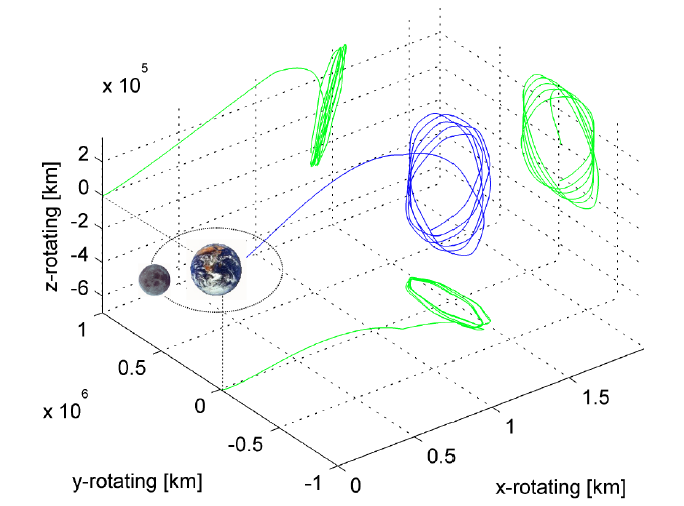 x 10^5
2
0
-2
-4
-6
z-rotating [km]
1
0.5
0
-0.5
-1
x 10^6
y-rotating [km]
0
0.5
1
1.5
x-rotating [km]